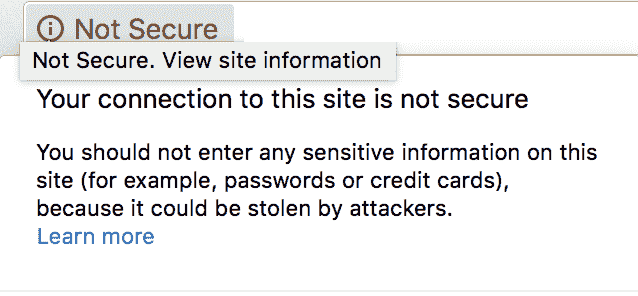 Not Secure
Not Secure. View site information
Your connection to this site is not secure
You should not enter any sensitive information on this
site (for example, passwords or credit cards),
because it could be stolen by attackers.
Learn more